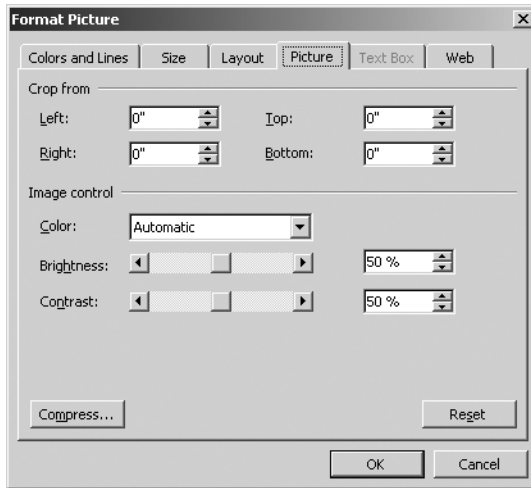 Format Picture
Colors and Lines Size Layout Picture Text Box Web
Crop from
Left: 0" Top: 0"
Right: 0" Bottom: 0"
Image control
Color: Automatic
Brightness: 50 %
Contrast: 50 %
Compress... Reset
OK Cancel